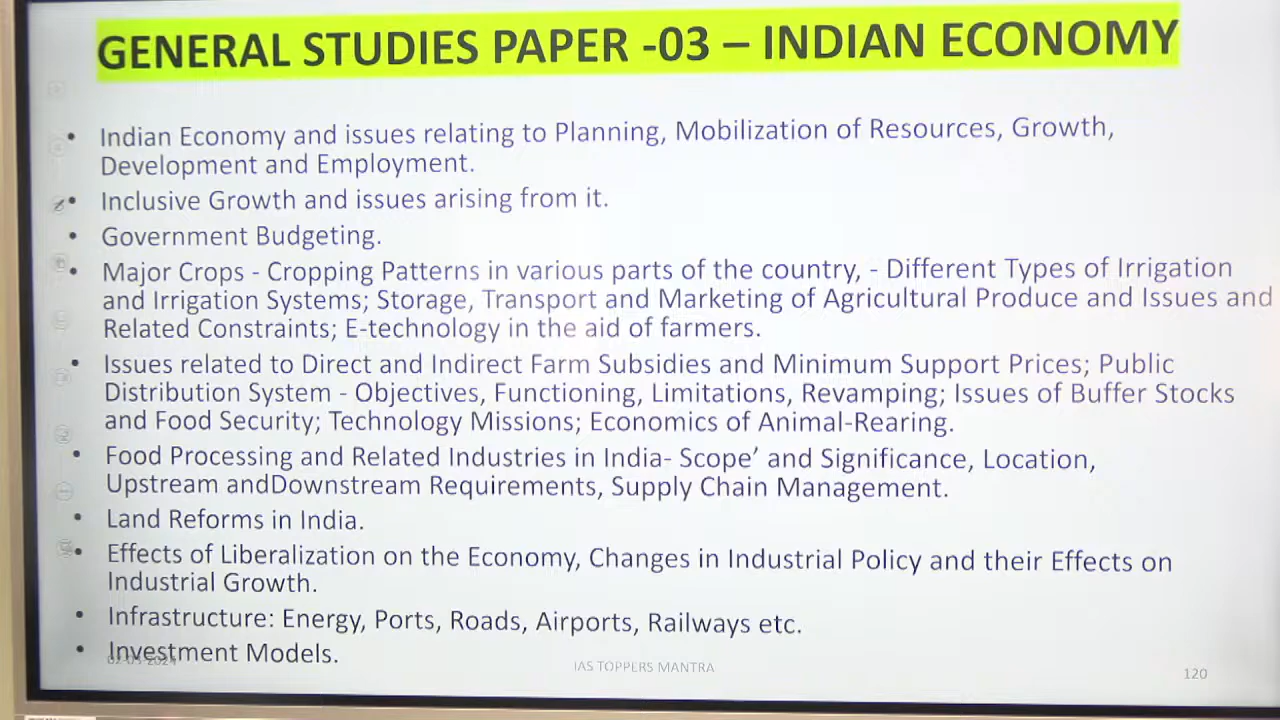 GENERAL STUDIES PAPER -03 – INDIAN ECONOMY
• Indian Economy and issues relating to Planning, Mobilization of Resources, Growth,
Development and Employment.
• Inclusive Growth and issues arising from it.
• Government Budgeting.
• Major Crops - Cropping Patterns in various parts of the country, - Different Types of Irrigation
and Irrigation Systems; Storage, Transport and Marketing of Agricultural Produce and Issues and
Related Constraints; E-technology in the aid of farmers.
• Issues related to Direct and Indirect Farm Subsidies and Minimum Support Prices; Public
Distribution System - Objectives, Functioning, Limitations, Revamping; Issues of Buffer Stocks
and Food Security; Technology Missions; Economics of Animal-Rearing.
• Food Processing and Related Industries in India- Scope’ and Significance, Location,
Upstream andDownstream Requirements, Supply Chain Management.
• Land Reforms in India.
• Effects of Liberalization on the Economy, Changes in Industrial Policy and their Effects on
Industrial Growth.
• Infrastructure: Energy, Ports, Roads, Airports, Railways etc.
• Investment Models.
IAS TOPPERS MANTRA
120